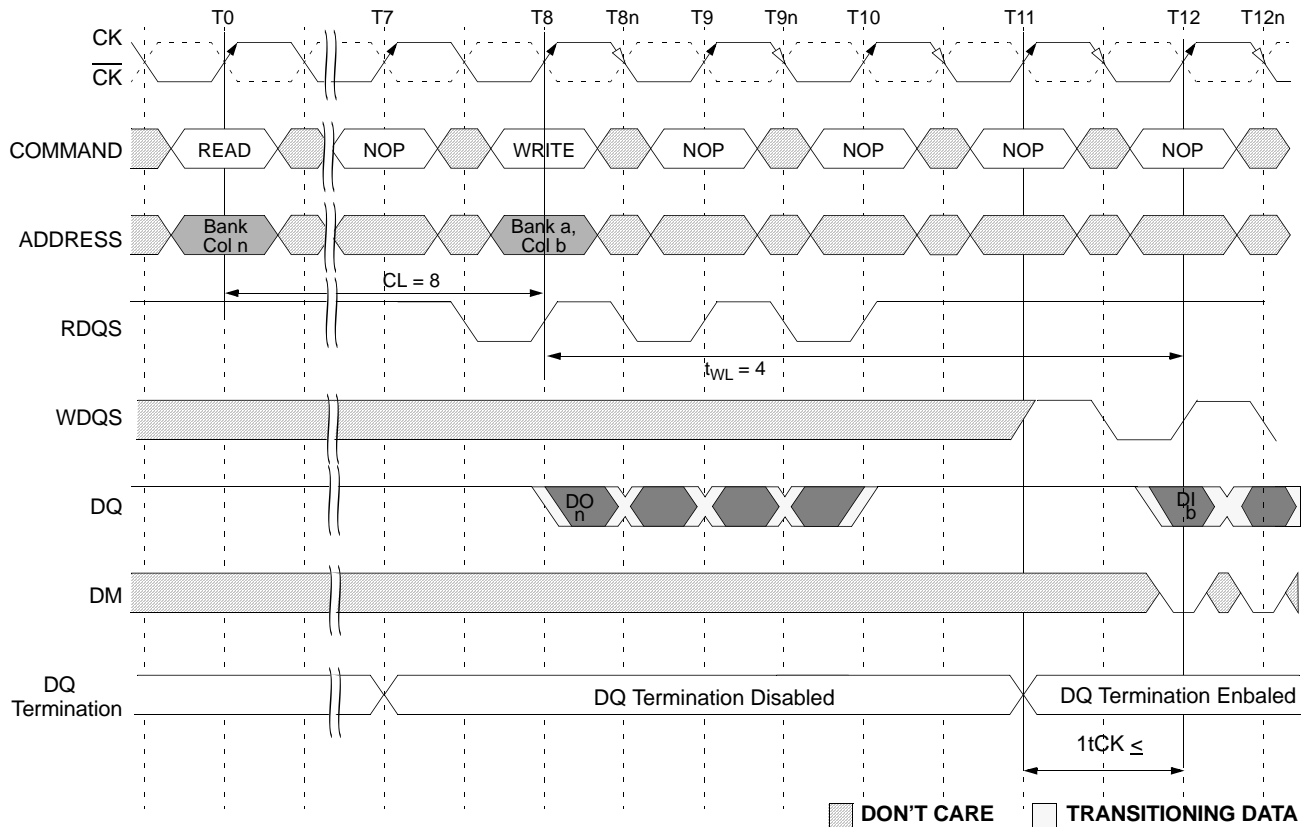 T0 T7 T8 T8n T9 T9n T10 T11 T12 T12n
CK
CK
COMMAND READ NOP WRITE NOP NOP NOP NOP
ADDRESS Bank Col n Bank a, Col b
CL = 8
RDQS
tWL = 4
WDQS
DQ DO n DI b
DM
DQ Termination DQ Termination Disabled DQ Termination Enbaled
1tCK ≤
DON'T CARE TRANSITIONING DATA